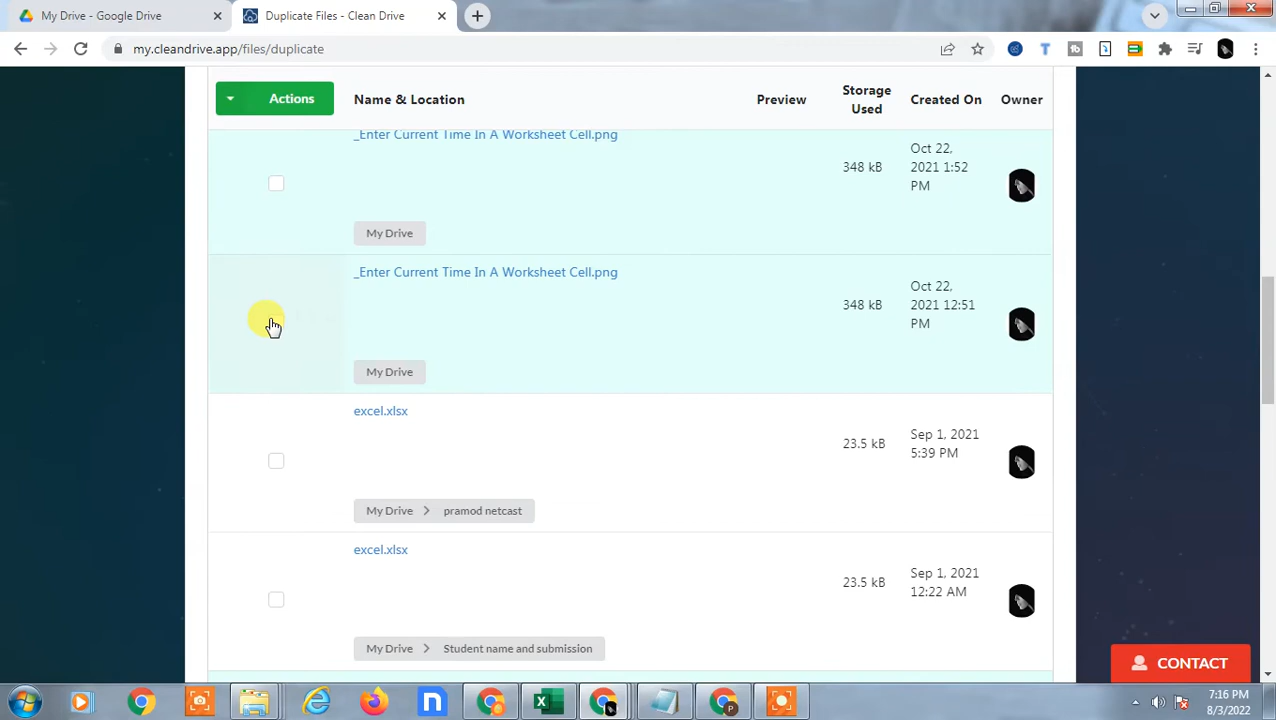 My Drive - Google Drive
Duplicate Files - Clean Drive
my.cleandrive.app/files/duplicate
Actions
Name & Location
Preview
Storage Used
Created On
Owner
_Enter Current Time In A Worksheet Cell.png
348 kB
Oct 22, 2021 1:52 PM
My Drive
_Enter Current Time In A Worksheet Cell.png
348 kB
Oct 22, 2021 12:51 PM
My Drive
excel.xlsx
23.5 kB
Sep 1, 2021 5:39 PM
My Drive > pramod netcast
excel.xlsx
23.5 kB
Sep 1, 2021 12:22 AM
My Drive > Student name and submission
CONTACT
7:16 PM
8/3/2022